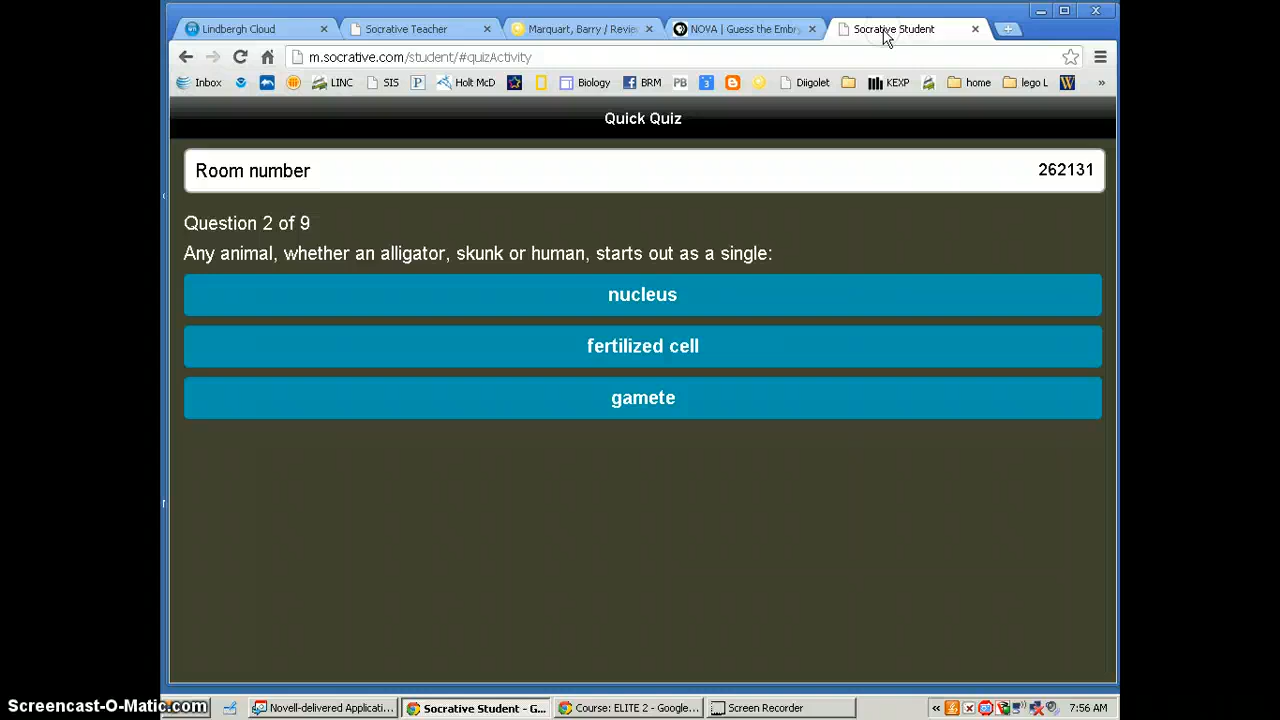 Lindbergh Cloud
Socrative Teacher
Marquart, Barry / Revie
NOVA | Guess the Embry
Socrative Student
m.socrative.com/student/#quizActivity
Inbox LINC SIS P Holt McD Biology BRM PB 3 Diigolet KEXP home lego L W »
Quick Quiz
Room number 262131
Question 2 of 9
Any animal, whether an alligator, skunk or human, starts out as a single:
nucleus
fertilized cell
gamete
Screencast-O-Matic.com
Novell-delivered Applicati...
Socrative Student - G...
Course: ELITE 2 - Google...
Screen Recorder
« 7:56 AM